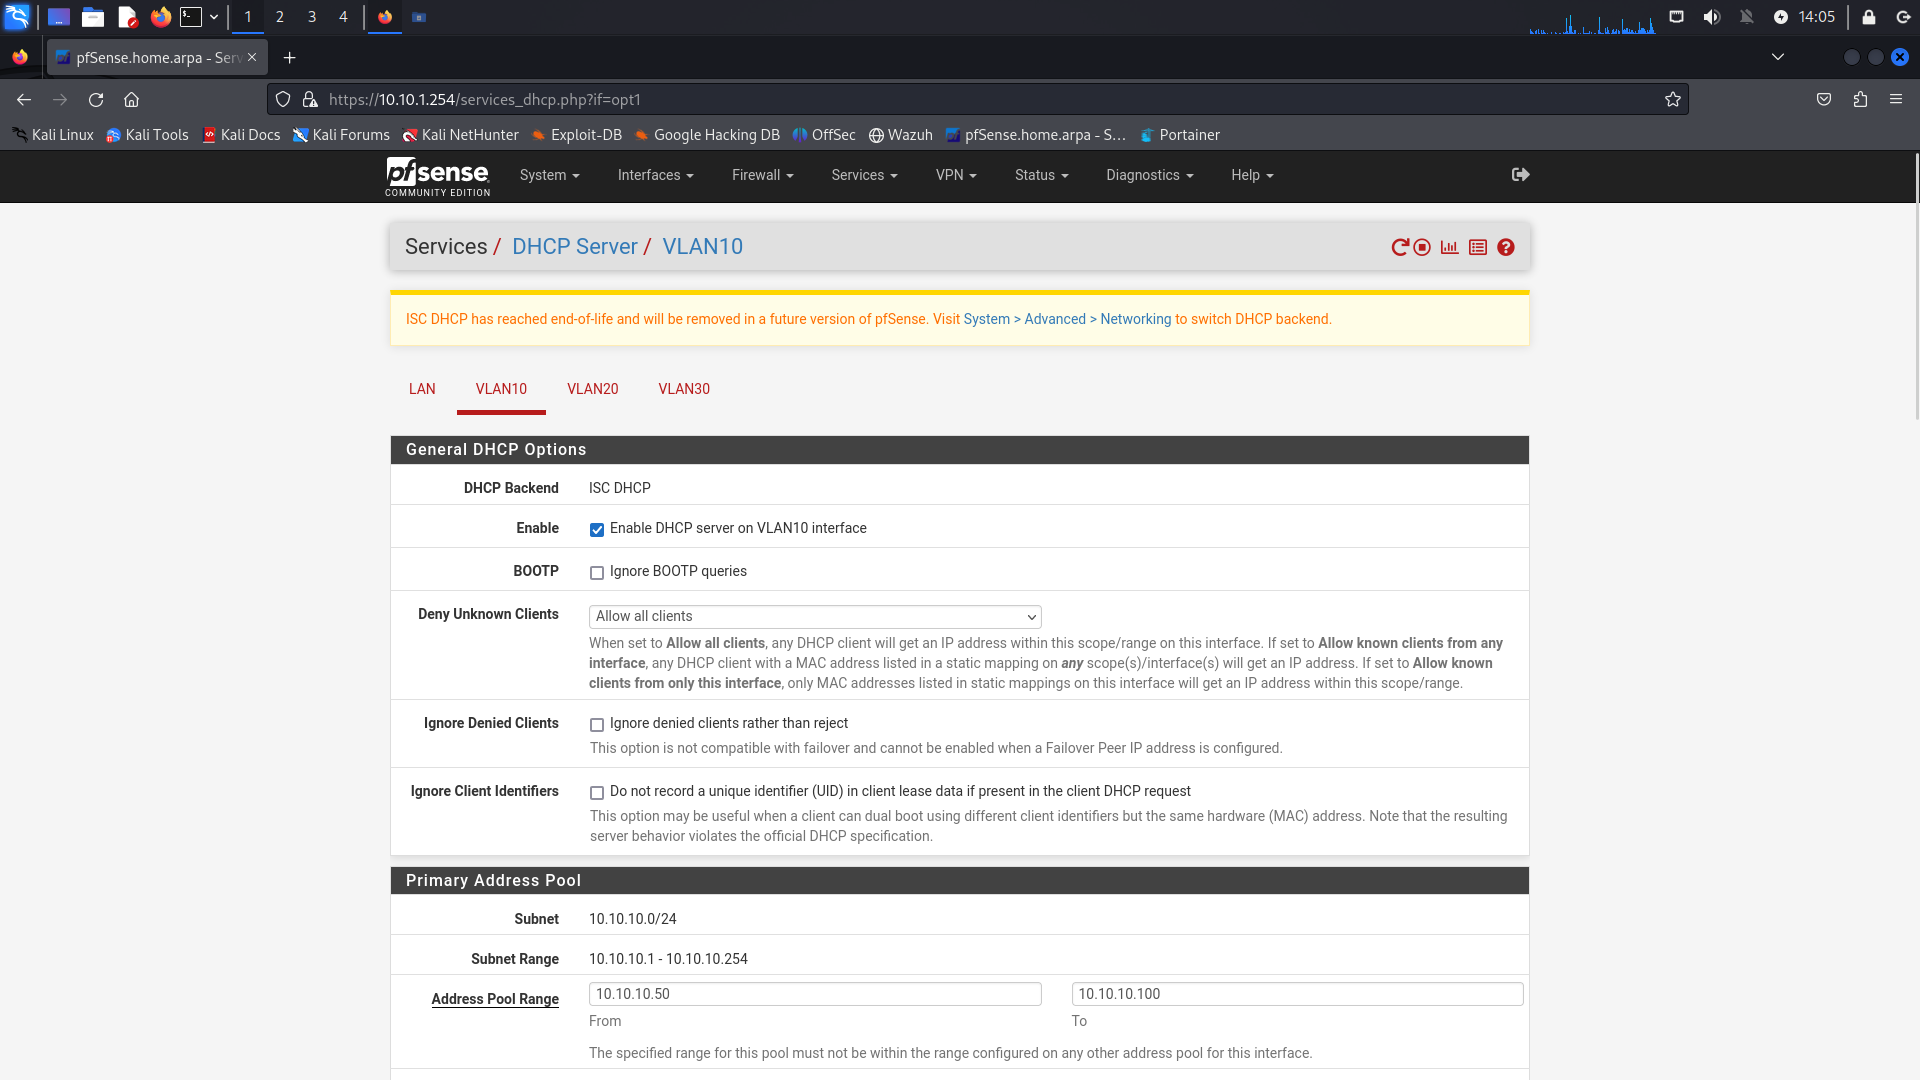 1 2 3 4
14:05
pfSense.home.arpa - Serv
https://10.10.1.254/services_dhcp.php?if=opt1
Kali Linux Kali Tools Kali Docs Kali Forums Kali NetHunter Exploit-DB Google Hacking DB OffSec Wazuh pfSense.home.arpa - S… Portainer
pfsense
COMMUNITY EDITION
System Interfaces Firewall Services VPN Status Diagnostics Help
Services / DHCP Server / VLAN10
ISC DHCP has reached end-of-life and will be removed in a future version of pfSense. Visit System > Advanced > Networking to switch DHCP backend.
LAN VLAN10 VLAN20 VLAN30
General DHCP Options
DHCP Backend ISC DHCP
Enable Enable DHCP server on VLAN10 interface
BOOTP Ignore BOOTP queries
Deny Unknown Clients Allow all clients
When set to Allow all clients, any DHCP client will get an IP address within this scope/range on this interface. If set to Allow known clients from any
interface, any DHCP client with a MAC address listed in a static mapping on any scope(s)/interface(s) will get an IP address. If set to Allow known
clients from only this interface, only MAC addresses listed in static mappings on this interface will get an IP address within this scope/range.
Ignore Denied Clients Ignore denied clients rather than reject
This option is not compatible with failover and cannot be enabled when a Failover Peer IP address is configured.
Ignore Client Identifiers Do not record a unique identifier (UID) in client lease data if present in the client DHCP request
This option may be useful when a client can dual boot using different client identifiers but the same hardware (MAC) address. Note that the resulting
server behavior violates the official DHCP specification.
Primary Address Pool
Subnet 10.10.10.0/24
Subnet Range 10.10.10.1 - 10.10.10.254
Address Pool Range 10.10.10.50 10.10.10.100
From To
The specified range for this pool must not be within the range configured on any other address pool for this interface.